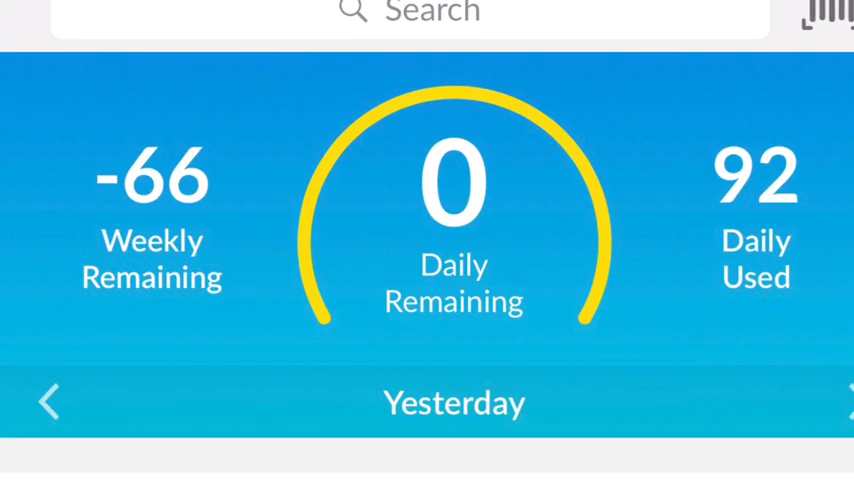 Search
-66
Weekly
Remaining
0
Daily
Remaining
92
Daily
Used
Yesterday